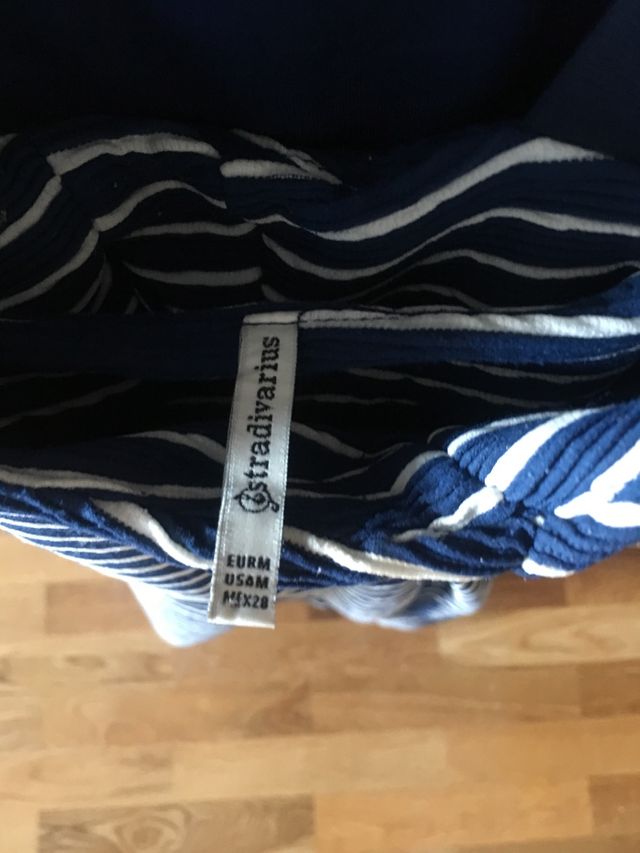 stradivarius
EUR M
USA M
MEX 28